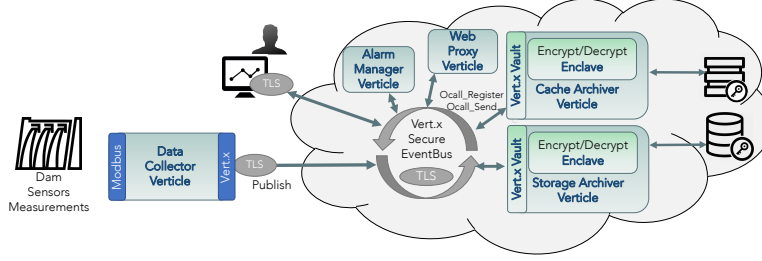 TLS
Alarm
Manager
Verticle
Web
Proxy
Verticle
Ocall_Register
Ocall_Send
Vert.x Vault
Encrypt/Decrypt
Enclave
Cache Archiver
Verticle
Vert.x
Secure
EventBus
TLS
Vert.x Vault
Encrypt/Decrypt
Enclave
Storage Archiver
Verticle
Dam
Sensors
Measurements
Modbus
Data
Collector
Verticle
Vert.x
TLS
Publish